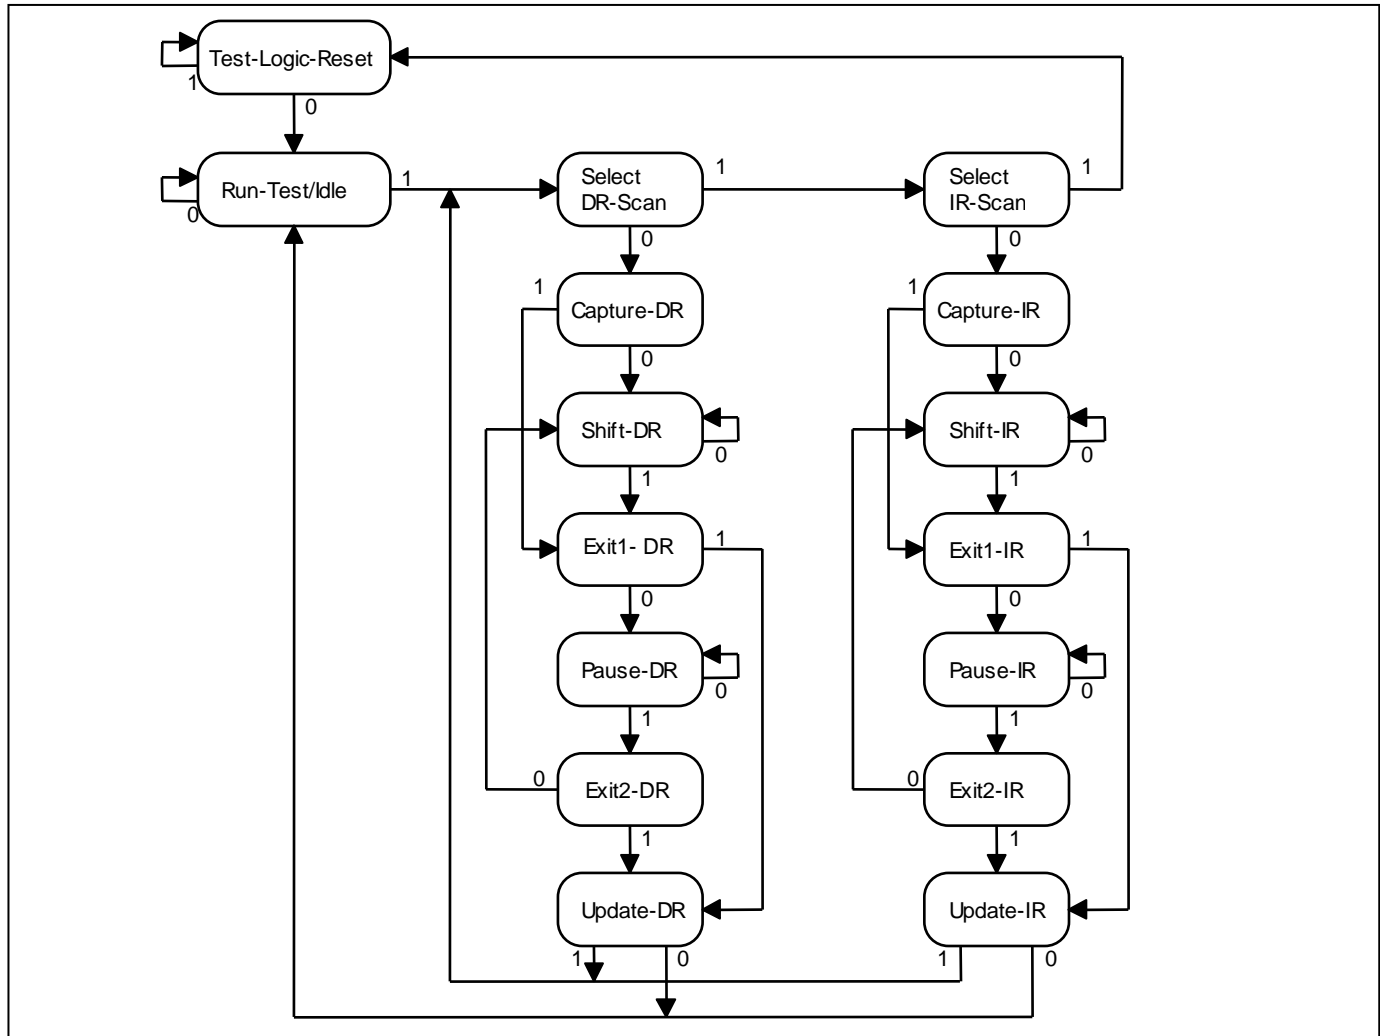 Test-Logic-Reset
1
0
Run-Test/Idle
1
0
Select
DR-Scan
1
0
Select
IR-Scan
1
0
1
Capture-DR
0
1
Capture-IR
0
Shift-DR
0
1
Shift-IR
0
1
Exit1- DR
1
0
Exit1-IR
1
0
Pause-DR
0
1
Pause-IR
0
1
0
Exit2-DR
1
0
Exit2-IR
1
Update-DR
1
0
Update-IR
1
0